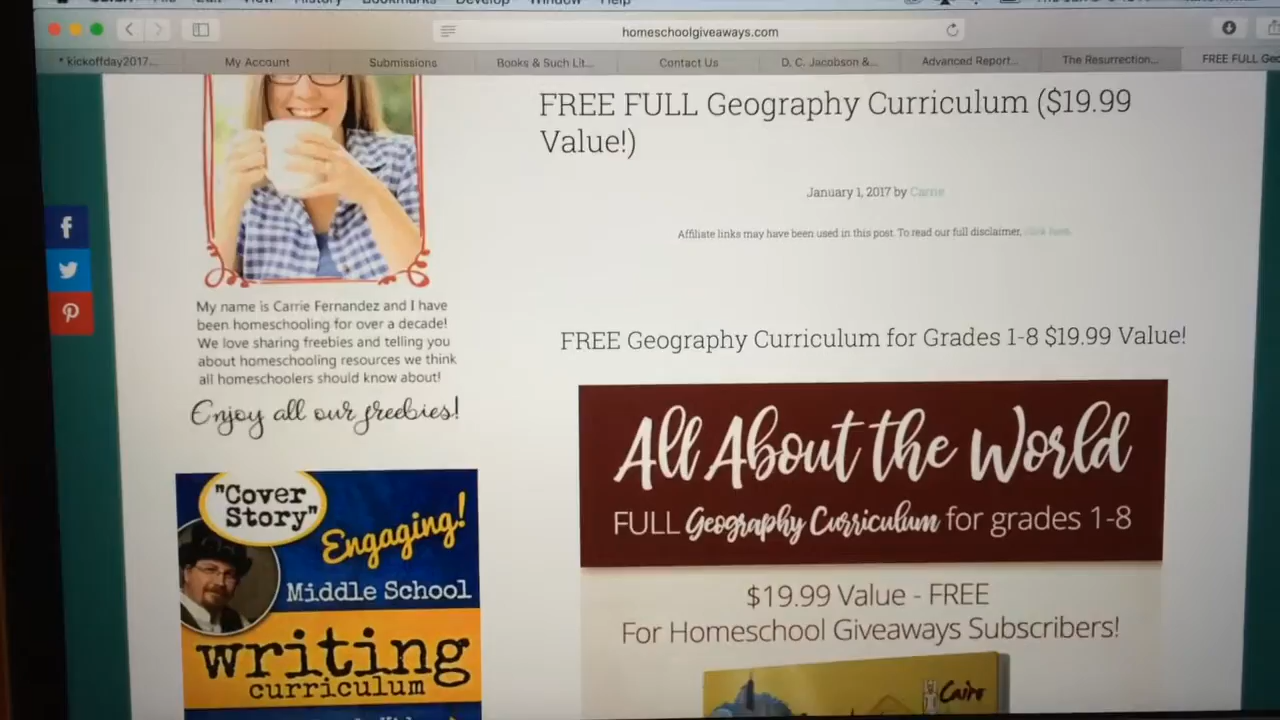 History
homeschoolgiveaways.com
* kickoffday2017...
My Account
Submissions
Books & Such Lit...
Contact Us
D. C. Jacobson &...
Advanced Report...
The Resurrection...
FREE FULL Geo
FREE FULL Geography Curriculum ($19.99
Value!)
January 1, 2017 by Carrie
Affiliate links may have been used in this post. To read our full disclaimer, click here.
My name is Carrie Fernandez and I have
been homeschooling for over a decade!
We love sharing freebies and telling you
about homeschooling resources we think
all homeschoolers should know about!
Enjoy all our freebies!
FREE Geography Curriculum for Grades 1-8 $19.99 Value!
All About the World
FULL Geography Curriculum for grades 1-8
$19.99 Value - FREE
For Homeschool Giveaways Subscribers!
Cairo
"Cover
Story"
Engaging!
Middle School
writing
curriculum